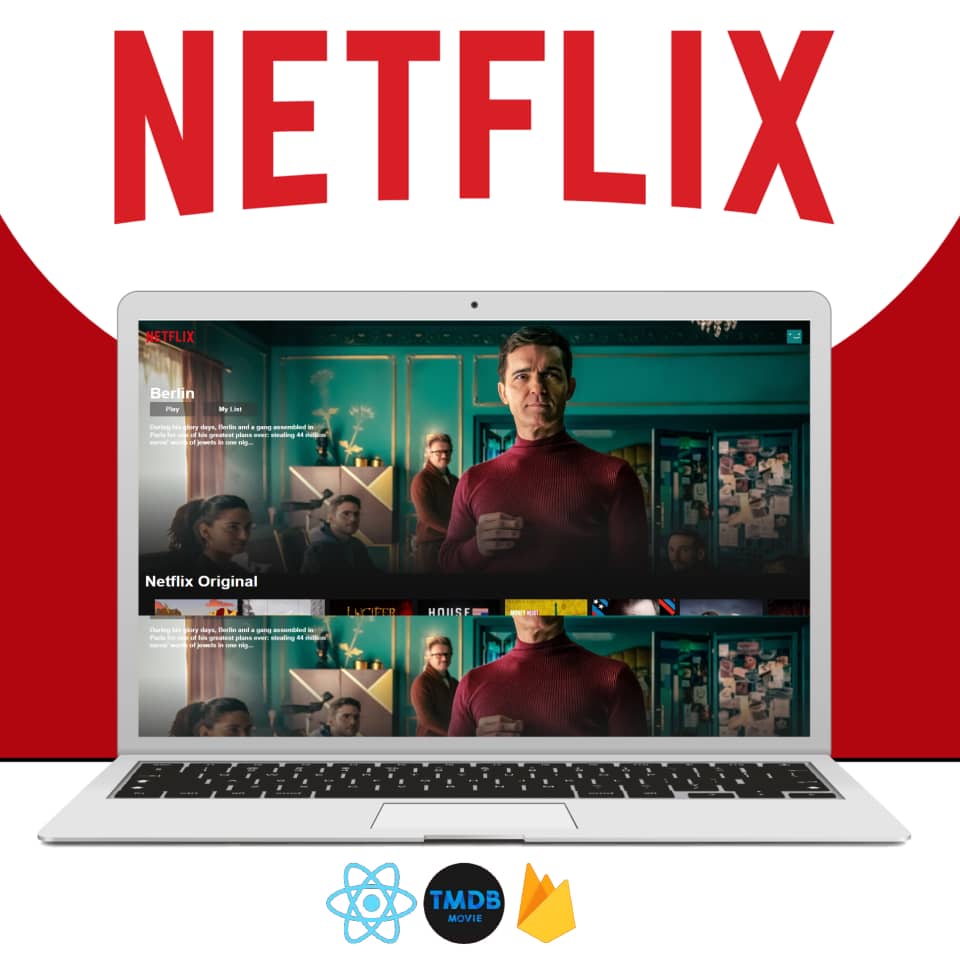 NETFLIX
NETFLIX
Berlin
Play My List
During his glory days, Berlin and a gang assembled in
Paris for one of his greatest plans ever: stealing 44 million
worth of jewels in one nig...
Netflix Original
LUCIFER HOUSE MONEY HEIST
During his glory days, Berlin and a gang assembled in
Paris for one of his greatest plans ever: stealing 44 million
worth of jewels in one nig...
TMDB
MOVIE